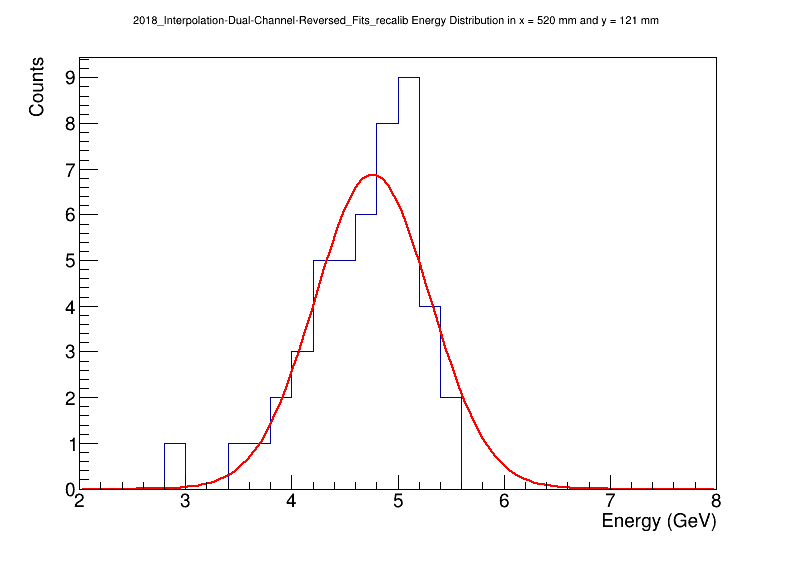 2018_Interpolation-Dual-Channel-Reversed_Fits_recalib Energy Distribution in x = 520 mm and y = 121 mm
Counts
9
8
7
6
5
4
3
2
1
0
2 3 4 5 6 7 8
Energy (GeV)